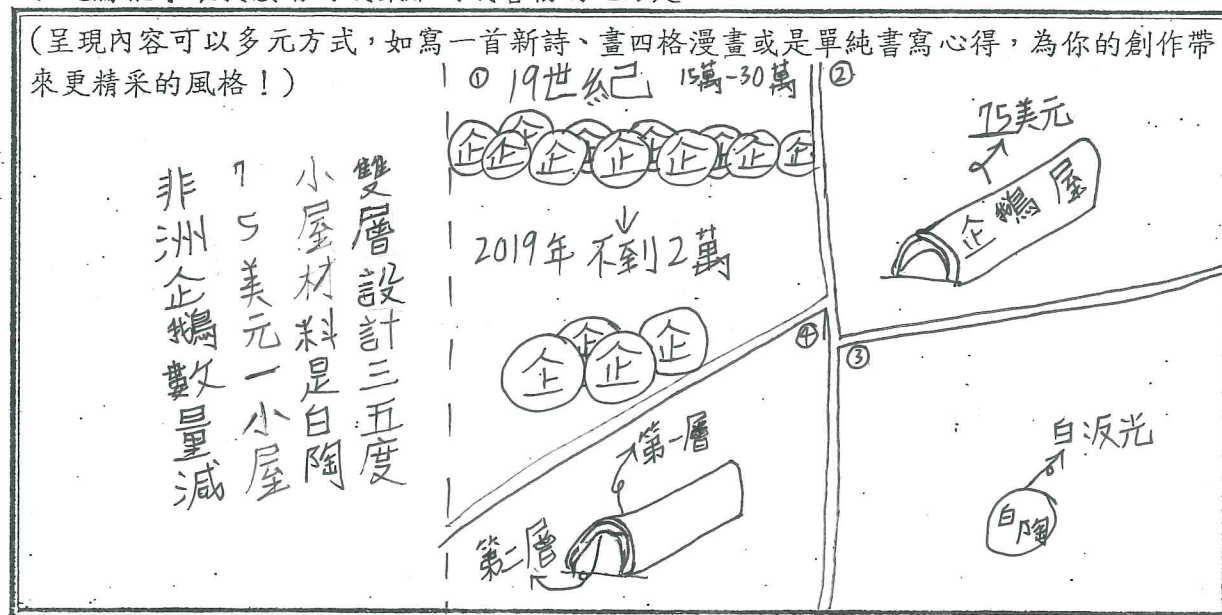 (呈現內容可以多元方式，如寫一首新詩、畫四格漫畫或是單純書寫心得，為你的創作帶
來更精采的風格！)
非洲企鵝數量減
75美元一小屋
小屋材料是白陶
雙層設計三五度
① 19世紀 15萬-30萬
企企企企企企企企企
↓
2019年 不到2萬
企企企企
②
75美元
企鵝屋
③
白:反光
白陶
④
第一層
第二層